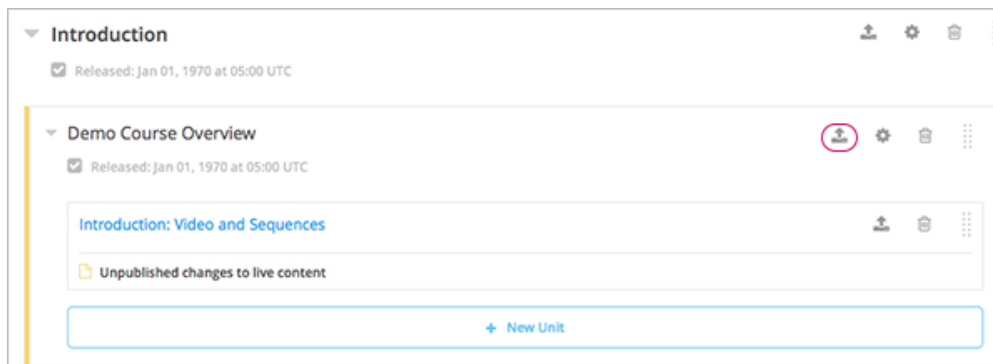 Introduction
Released: Jan 01, 1970 at 05:00 UTC
Demo Course Overview
Released: Jan 01, 1970 at 05:00 UTC
Introduction: Video and Sequences
Unpublished changes to live content
+ New Unit